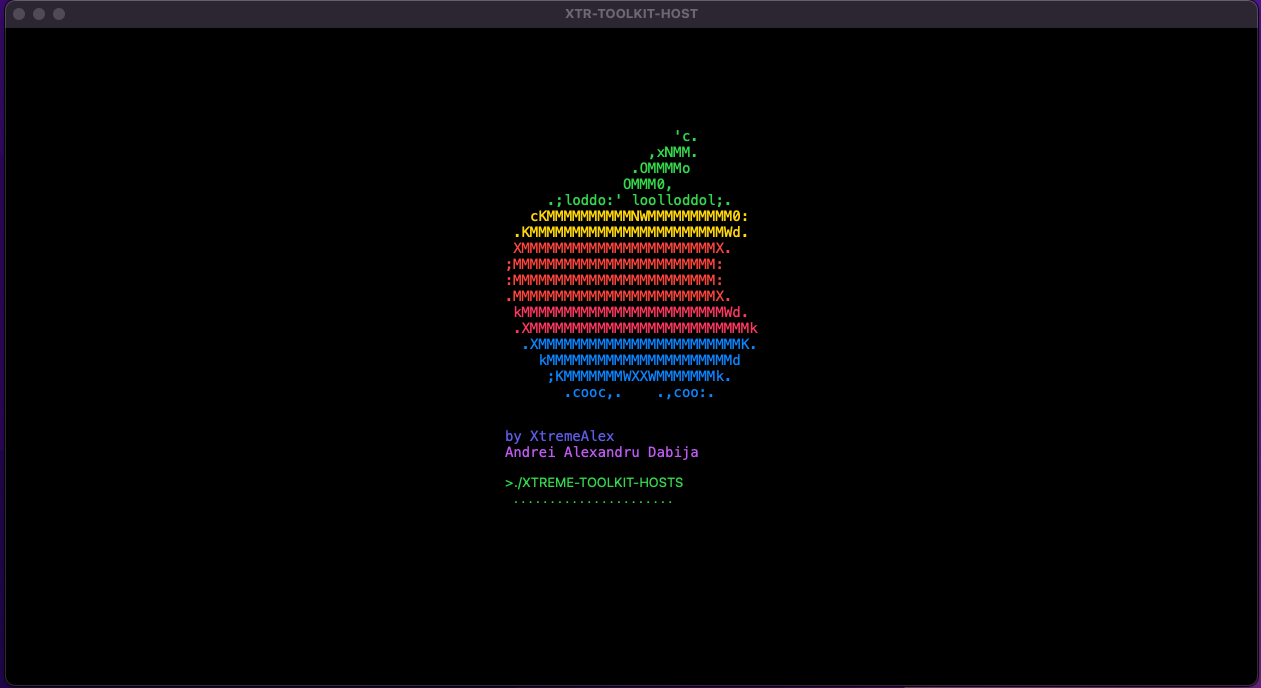 XTR-TOOLKIT-HOST
'c.
,xNMM.
.OMMMMo
OMMM0,
.;loddo:' loolloddol;.
cKMMMMMMMMMMNWMMMMMMMMMM0:
.KMMMMMMMMMMMMMMMMMMMMMMMWd.
XMMMMMMMMMMMMMMMMMMMMMMMX.
;MMMMMMMMMMMMMMMMMMMMMMMM:
:MMMMMMMMMMMMMMMMMMMMMMMM:
.MMMMMMMMMMMMMMMMMMMMMMMMX.
kMMMMMMMMMMMMMMMMMMMMMMMMWd.
.XMMMMMMMMMMMMMMMMMMMMMMMMMMk
.XMMMMMMMMMMMMMMMMMMMMMMMMK.
kMMMMMMMMMMMMMMMMMMMMMMd
;KMMMMMMMWXXWMMMMMMMk.
.cooc,.    .,coo:.
by XtremeAlex
Andrei Alexandru Dabija
>./XTREME-TOOLKIT-HOSTS
......................